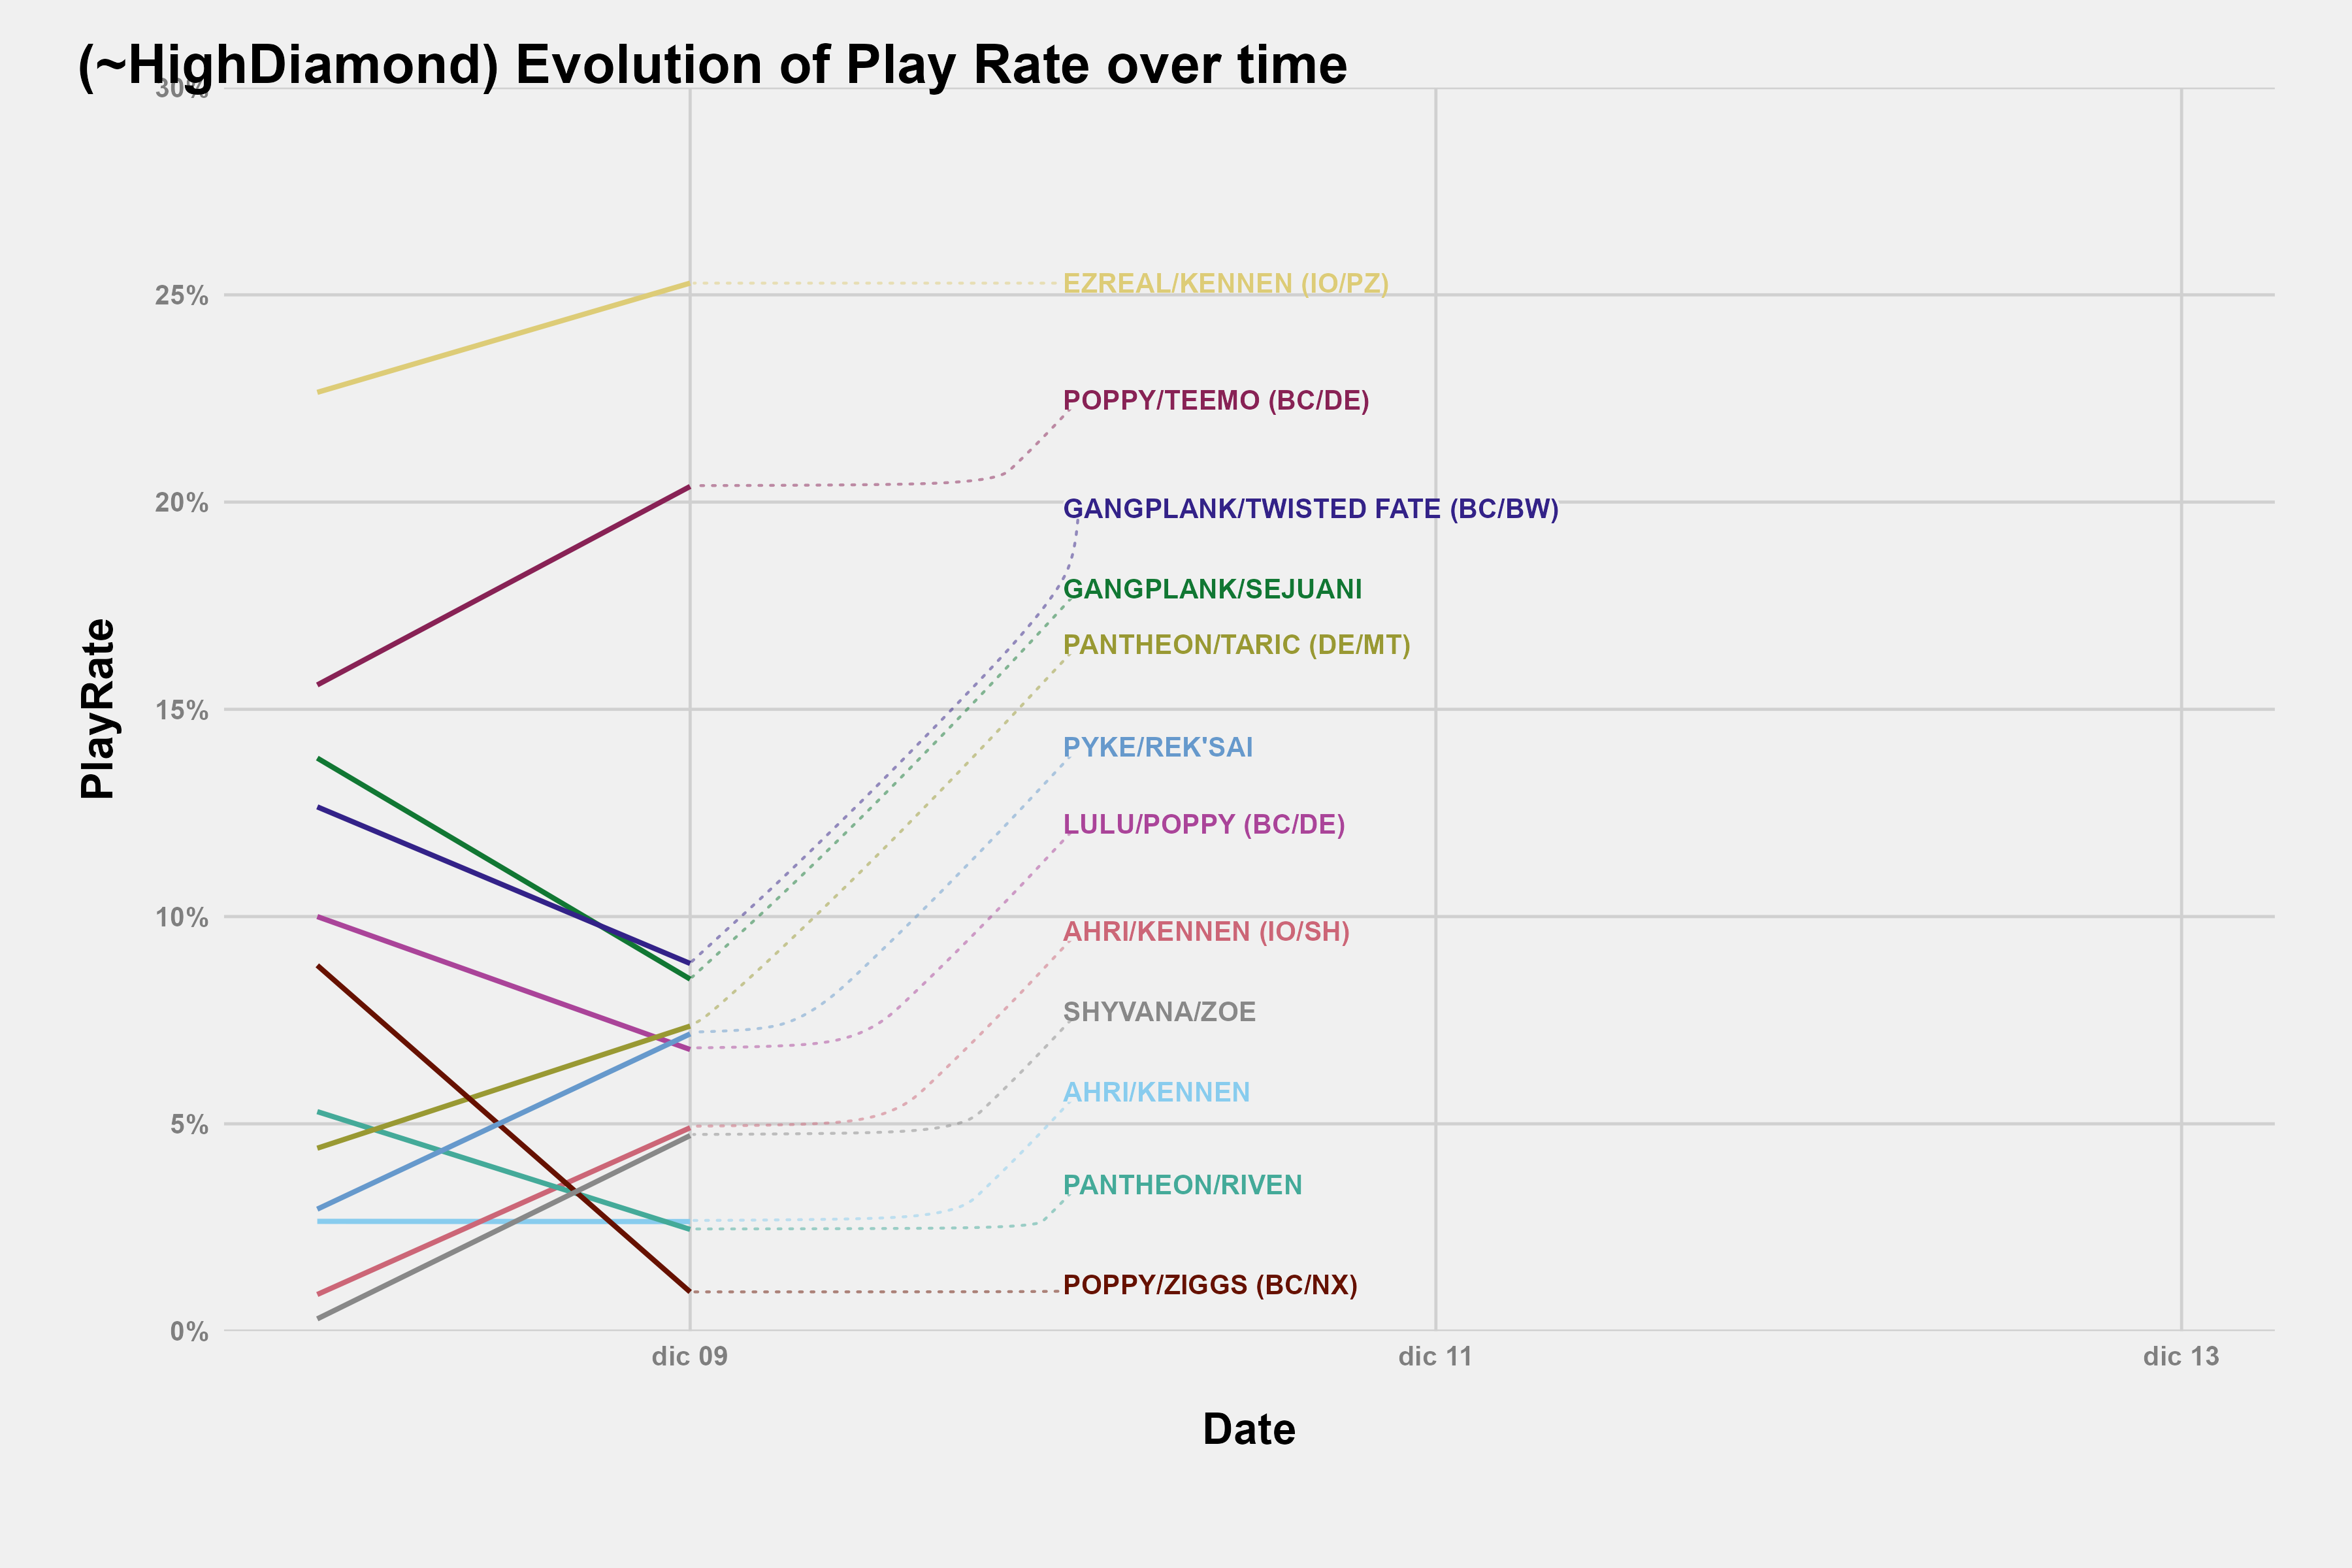 (~HighDiamond) Evolution of Play Rate over time
30%
25%
20%
15%
10%
5%
0%
PlayRate
EZREAL/KENNEN (IO/PZ)
POPPY/TEEMO (BC/DE)
GANGPLANK/TWISTED FATE (BC/BW)
GANGPLANK/SEJUANI
PANTHEON/TARIC (DE/MT)
PYKE/REK'SAI
LULU/POPPY (BC/DE)
AHRI/KENNEN (IO/SH)
SHYVANA/ZOE
AHRI/KENNEN
PANTHEON/RIVEN
POPPY/ZIGGS (BC/NX)
dic 09
dic 11
dic 13
Date